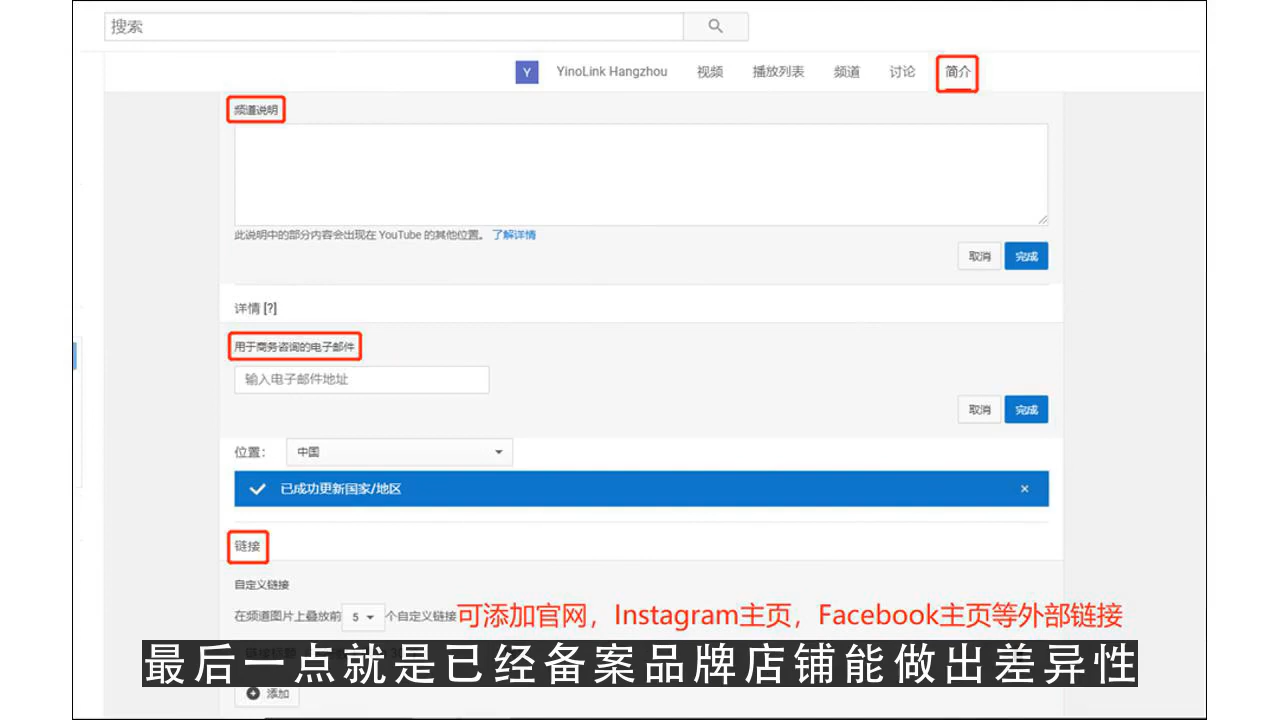 搜索
Y YinoLink Hangzhou 视频 播放列表 频道 讨论 简介
频道说明
此说明中的部分内容会出现在 YouTube 的其他位置。 了解详情
取消 完成
详情 [?]
用于商务咨询的电子邮件
输入电子邮件地址
取消 完成
位置: 中国
已成功更新国家/地区 ×
链接
自定义链接
在频道图片上叠放前 5 个自定义链接 可添加官网，Instagram主页，Facebook主页等外部链接
最后一点就是已经备案品牌店铺能做出差异性
添加